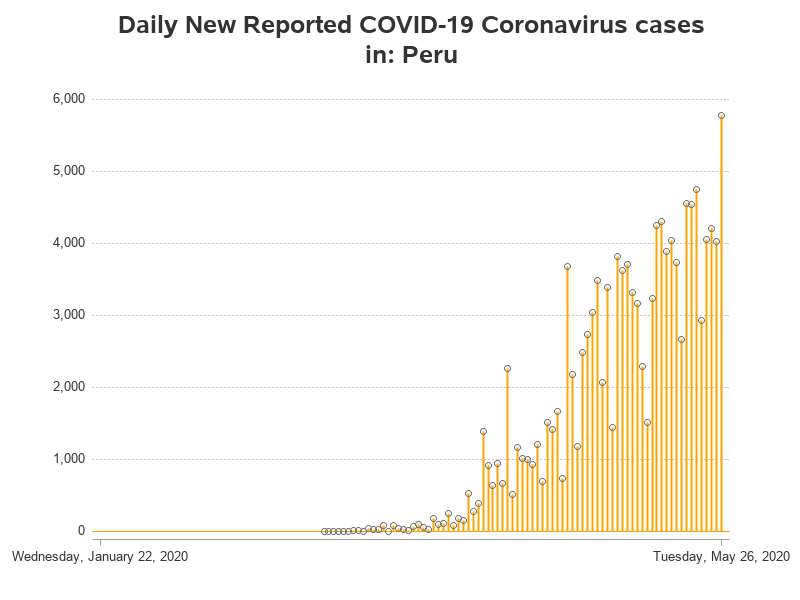 Daily New Reported COVID-19 Coronavirus cases
in: Peru
6,000
5,000
4,000
3,000
2,000
1,000
0
Wednesday, January 22, 2020
Tuesday, May 26, 2020